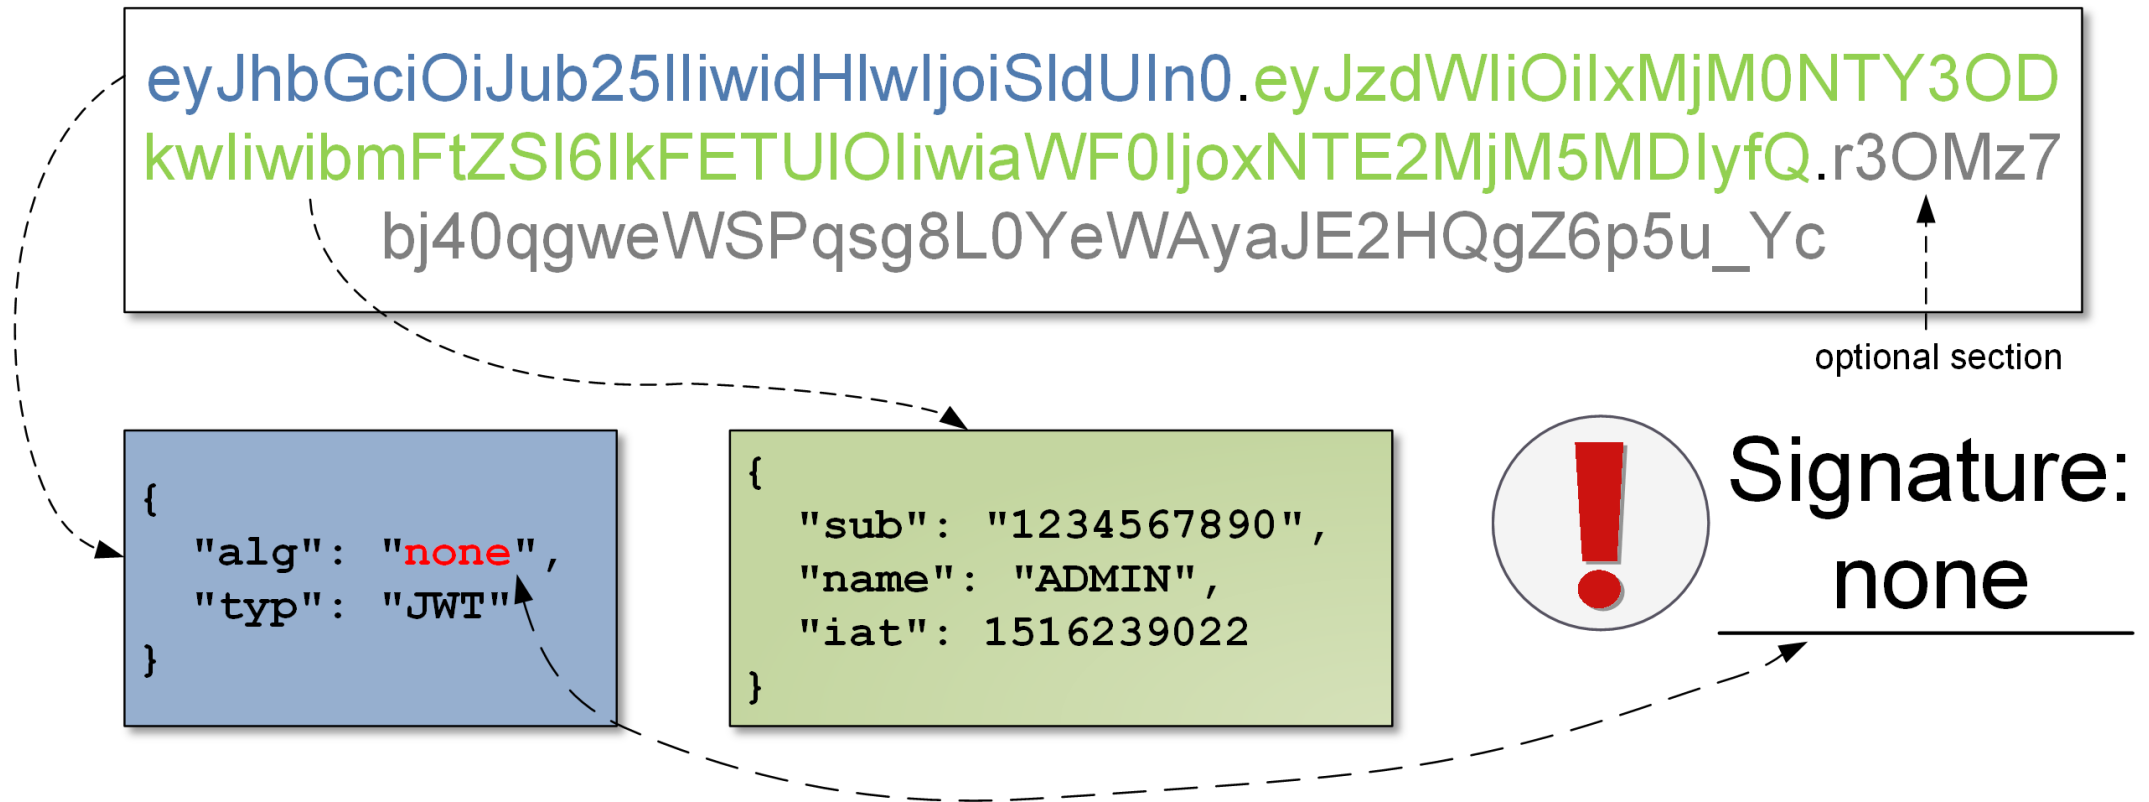 eyJhbGciOiJub25lIiwidHlwIjoiSldUIn0.eyJzdWIiOiIxMjM0NTY3OD
kwIiwibmFtZSI6IkFETUlOIiwiaWF0IjoxNTE2MjM5MDIyfQ.r3OMz7
bj40qgweWSPqsg8L0YeWAyaJE2HQgZ6p5u_Yc
optional section
{
"alg": "none",
"typ": "JWT"
}
{
"sub": "1234567890",
"name": "ADMIN",
"iat": 1516239022
}
Signature:
none